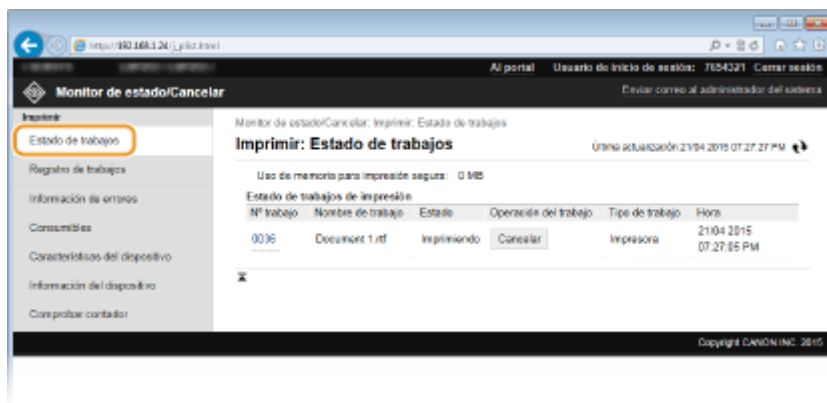 http://192.168.1.24/j_plist.html
Al portal Usuario de inicio de sesión: 7654321 Cerrar sesión
Monitor de estado/Cancelar Enviar correo al administrador del sistema
Imprimir
Estado de trabajos
Registro de trabajos
Información de errores
Consumibles
Características del dispositivo
Información del dispositivo
Comprobar contador
Monitor de estado/Cancelar: Imprimir: Estado de trabajos
Imprimir: Estado de trabajos Última actualización:21/04 2015 07:27:27 PM
Uso de memoria para impresión segura: 0 MB
Estado de trabajos de impresión
Nº trabajo Nombre de trabajo Estado Operación del trabajo Tipo de trabajo Hora
0036 Document 1.rtf Imprimiendo Cancelar Impresora 21/04 2015
07:27:05 PM
Copyright CANON INC. 2015